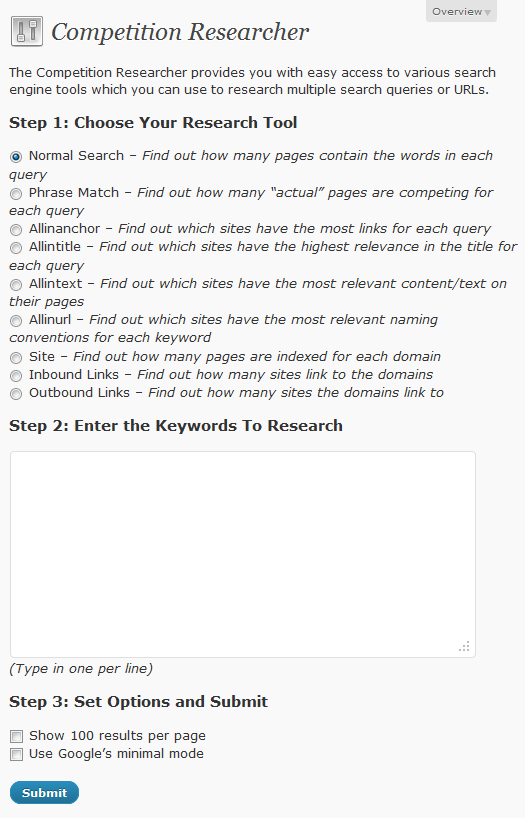 Overview
Competition Researcher
The Competition Researcher provides you with easy access to various search
engine tools which you can use to research multiple search queries or URLs.
Step 1: Choose Your Research Tool
Normal Search – Find out how many pages contain the words in each
query
Phrase Match – Find out how many “actual” pages are competing for
each query
Allinanchor – Find out which sites have the most links for each query
Allintitle – Find out which sites have the highest relevance in the title for
each query
Allintext – Find out which sites have the most relevant content/text on
their pages
Allinurl – Find out which sites have the most relevant naming
conventions for each keyword
Site – Find out how many pages are indexed for each domain
Inbound Links – Find out how many sites link to the domains
Outbound Links – Find out how many sites the domains link to
Step 2: Enter the Keywords To Research
(Type in one per line)
Step 3: Set Options and Submit
Show 100 results per page
Use Google’s minimal mode
Submit